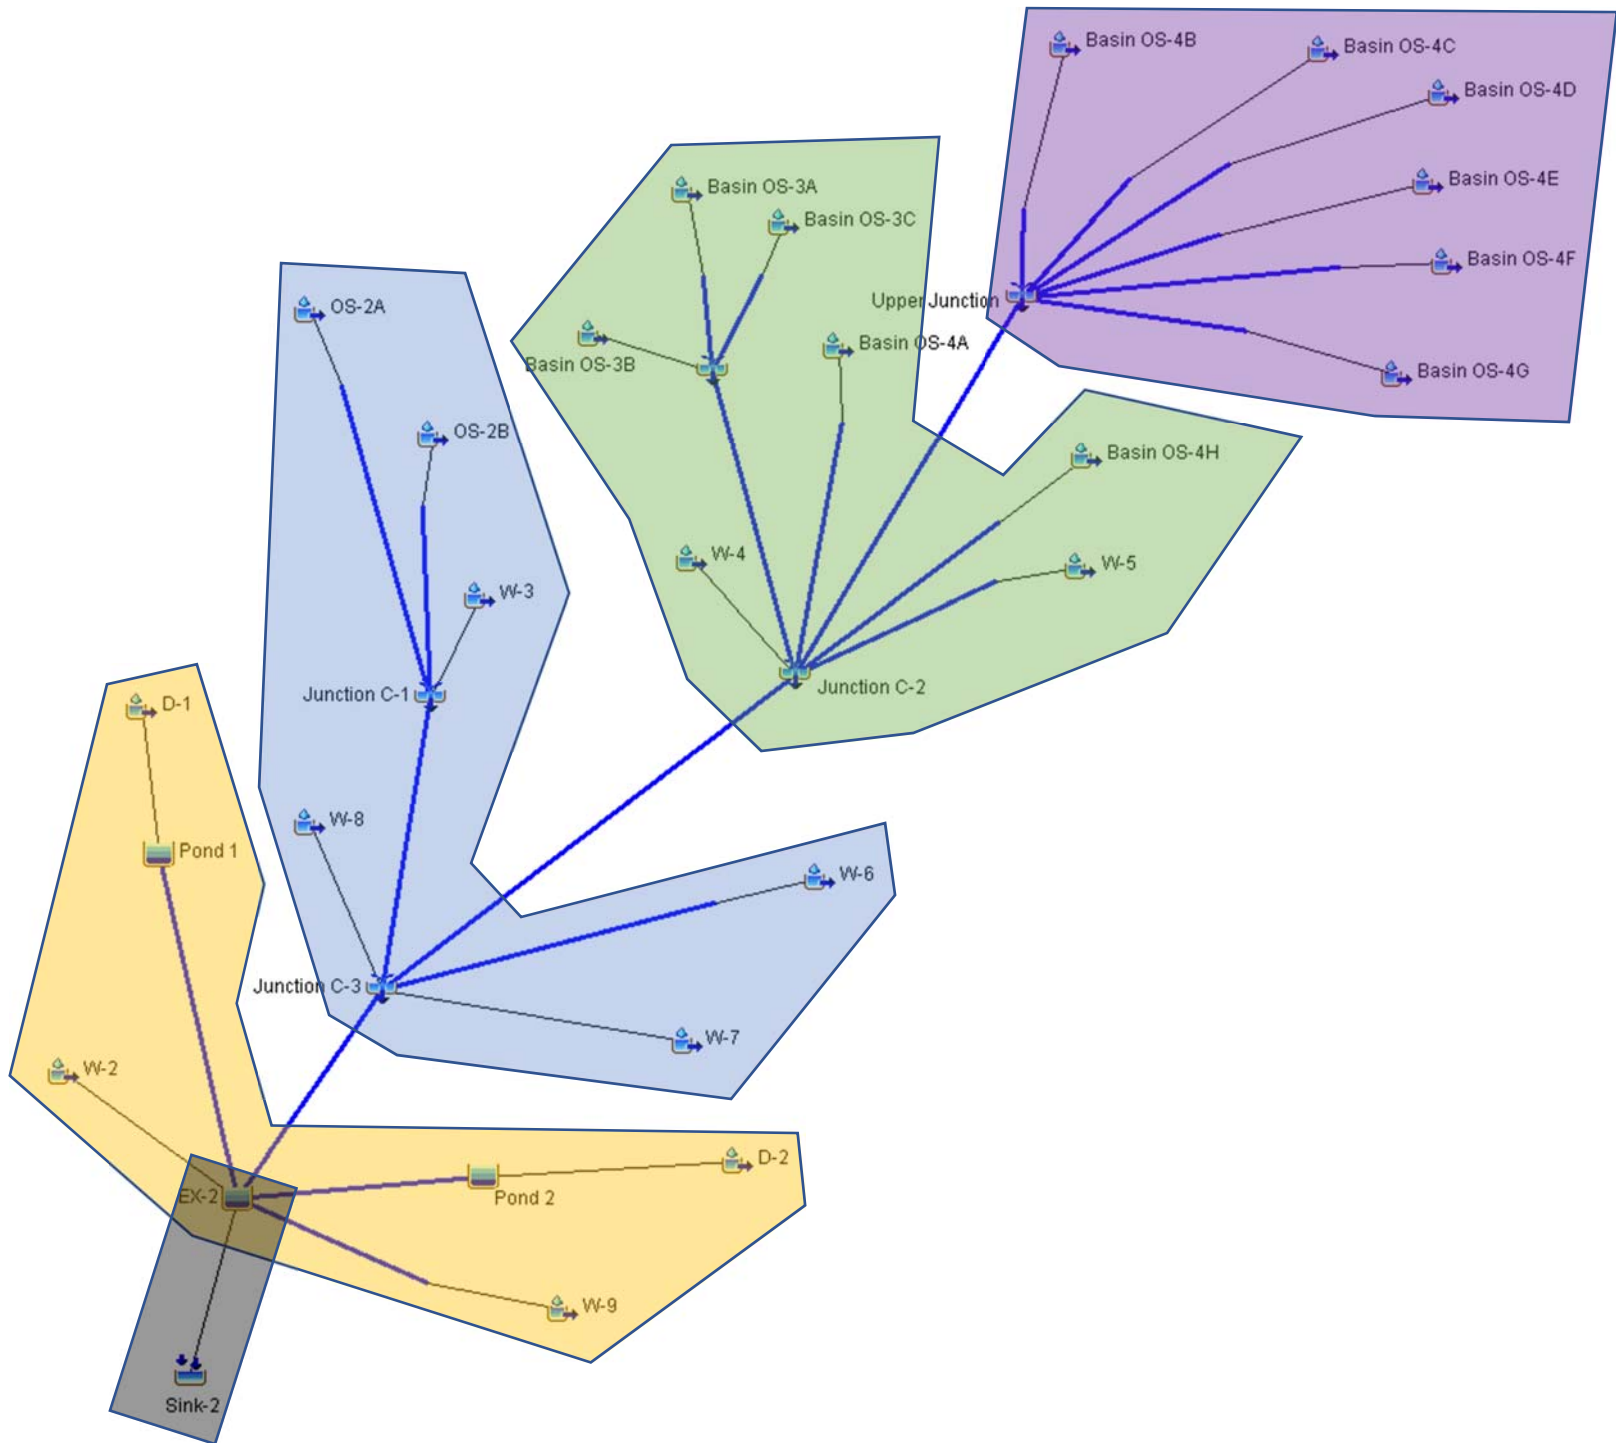 Basin OS-4B
Basin OS-4C
Basin OS-4D
Basin OS-4E
Basin OS-4F
Basin OS-4G
Upper Junction
Basin OS-3A
Basin OS-3C
Basin OS-3B
Basin OS-4A
Basin OS-4H
W-4
W-5
Junction C-2
OS-2A
OS-2B
W-3
Junction C-1
W-8
W-6
Junction C-3
W-7
D-1
Pond 1
W-2
EX-2
D-2
Pond 2
W-9
Sink-2